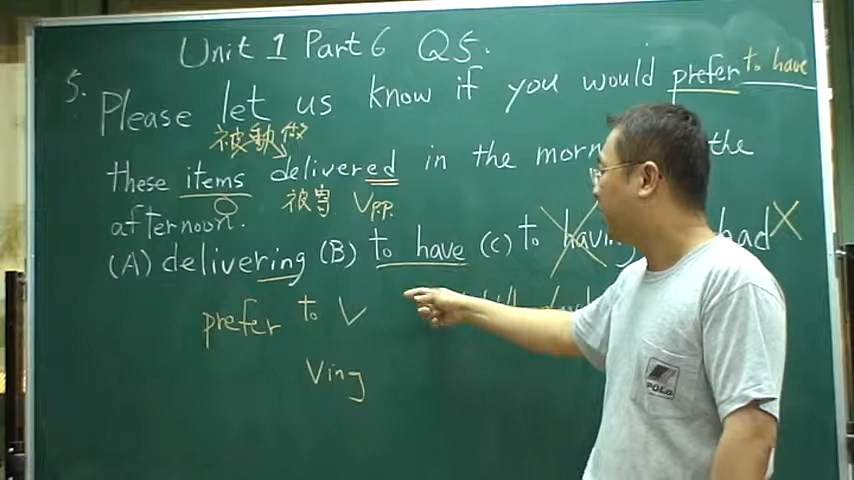 Unit 1 Part 6 Q5.
5. Please let us know if you would prefer to have
被動 做
these items delivered in the morn the
被寄 Vp.p.
afternoon.
(A) delivering (B) to have (C) to having had
prefer to V
Ving
POLO